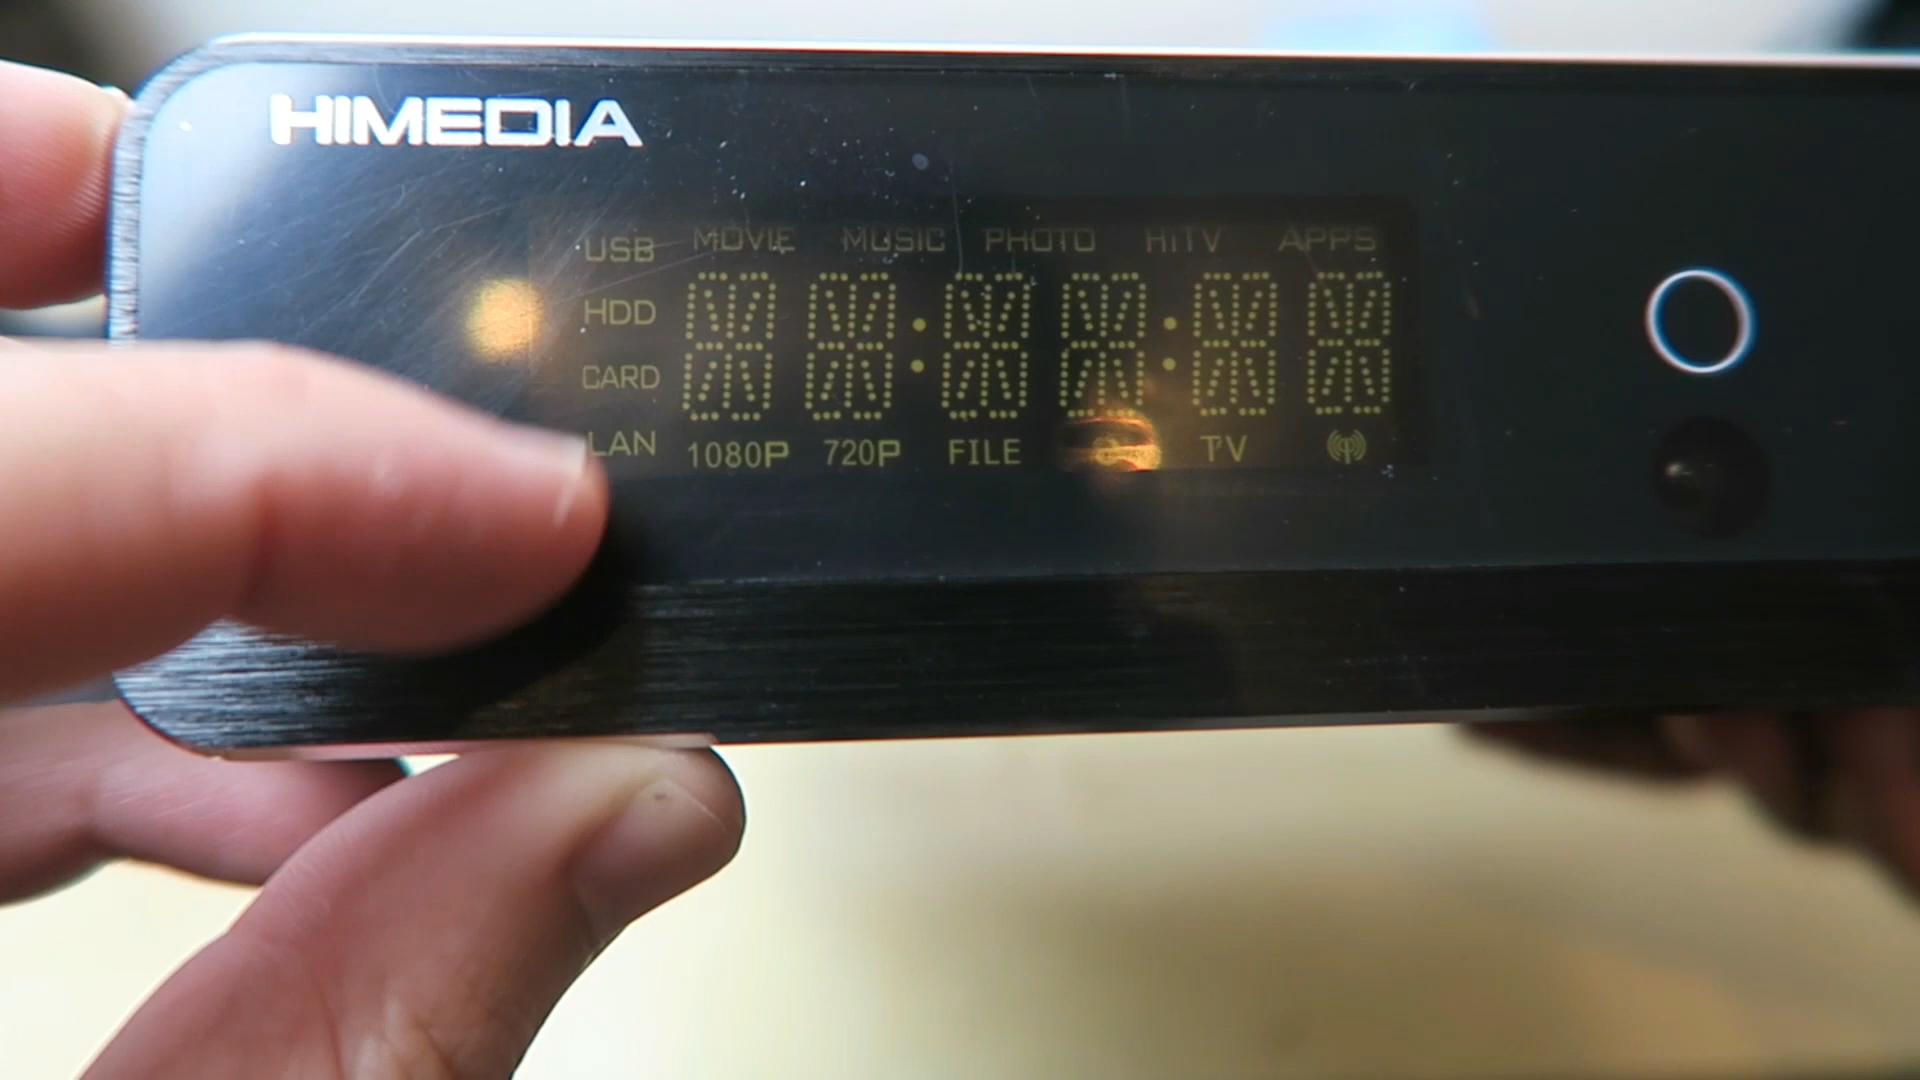 HIMEDIA
USB MOVIE MUSIC PHOTO HiTV APPS
HDD
CARD
LAN 1080P 720P FILE TV